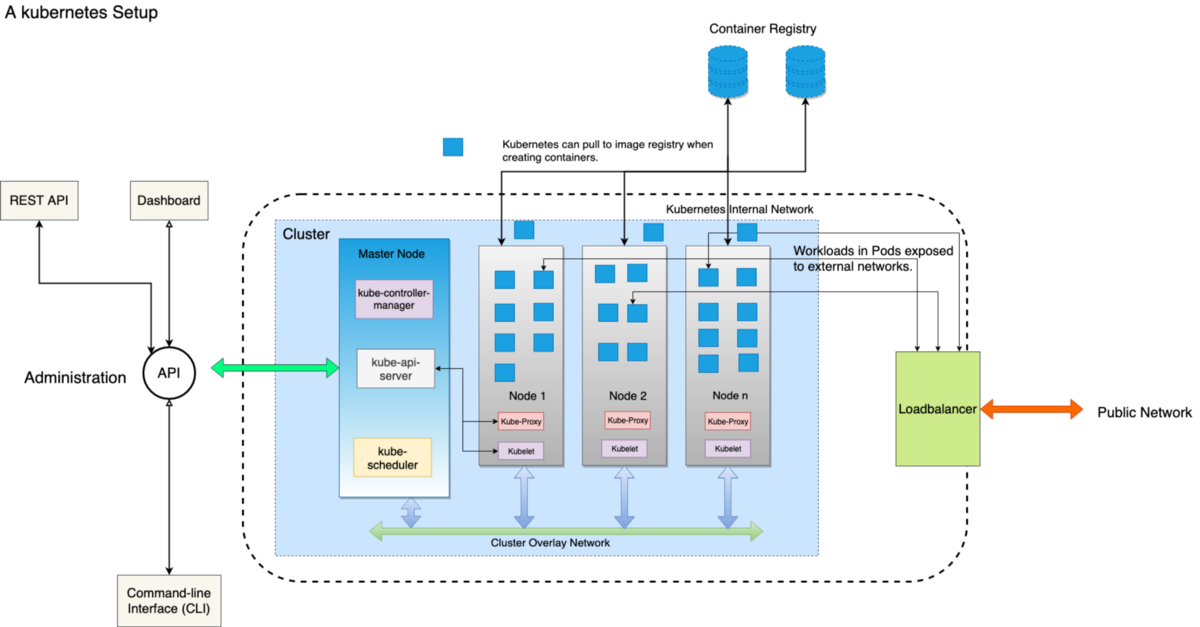 A kubernetes Setup
Container Registry
Kubernetes can pull to image registry when
creating containers.
REST API
Dashboard
Kubernetes Internal Network
Cluster
Master Node
Workloads in Pods exposed
to external networks.
kube-controller-
manager
kube-api-
server
API
Administration
Node 1
Node 2
Node n
Loadbalancer
Public Network
Kube-Proxy
Kube-Proxy
Kube-Proxy
kube-
scheduler
Kubelet
Kubelet
Kubelet
Cluster Overlay Network
Command-line
Interface (CLI)